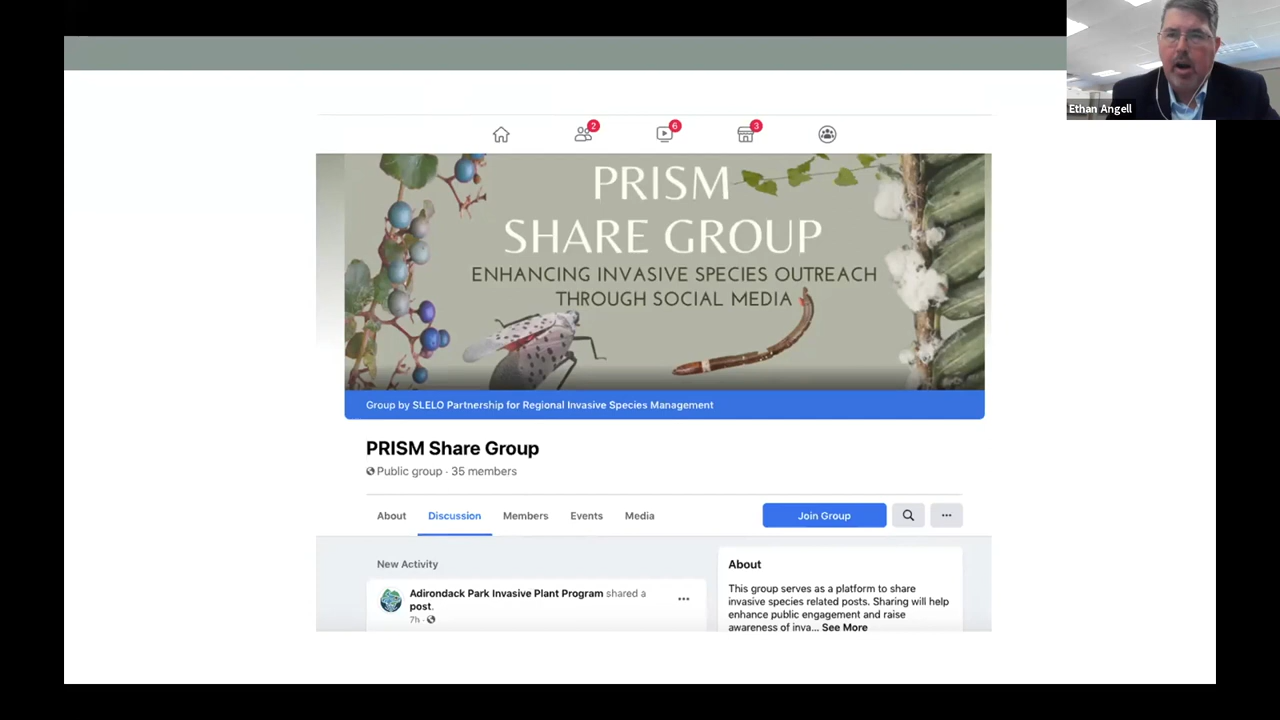 Ethan Angell
2
6
3
PRISM
SHARE GROUP
ENHANCING INVASIVE SPECIES OUTREACH
THROUGH SOCIAL MEDIA
Group by SLELO Partnership for Regional Invasive Species Management
PRISM Share Group
Public group · 35 members
About
Discussion
Members
Events
Media
Join Group
New Activity
Adirondack Park Invasive Plant Program shared a
post.
7h ·
About
This group serves as a platform to share
invasive species related posts. Sharing will help
enhance public engagement and raise
awareness of inva... See More